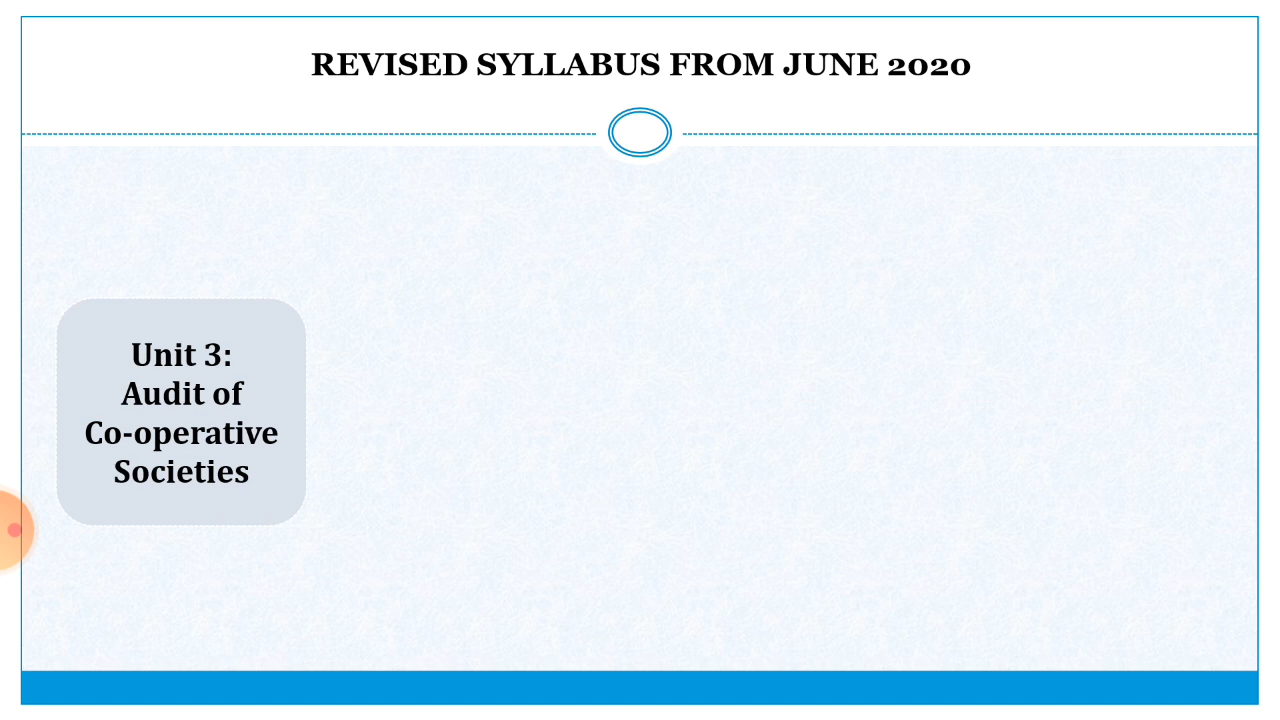 REVISED SYLLABUS FROM JUNE 2020
Unit 3:
Audit of
Co-operative
Societies